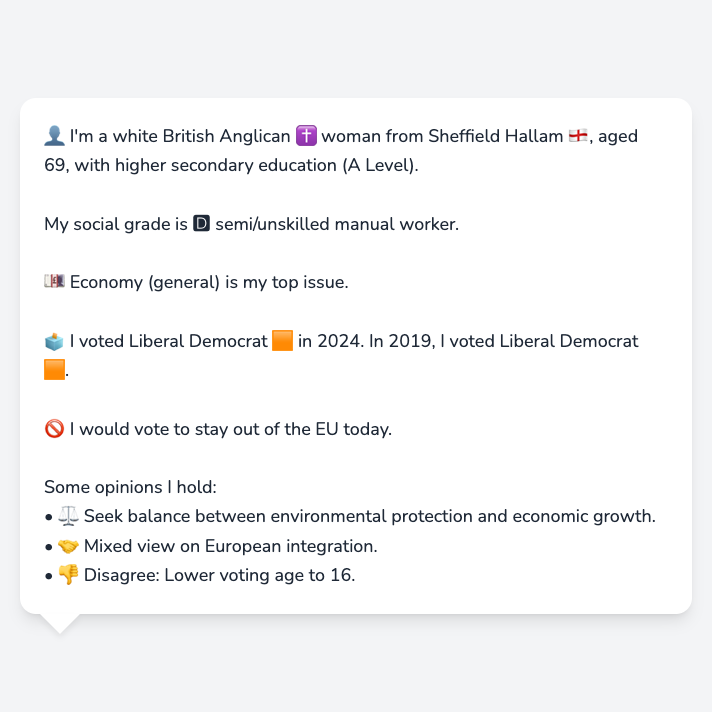 👤 I'm a white British Anglican ✝️ woman from Sheffield Hallam 🏴󠁧󠁢󠁥󠁮󠁧󠁿, aged
69, with higher secondary education (A Level).
My social grade is 🅳 semi/unskilled manual worker.
💷 Economy (general) is my top issue.
🗳️ I voted Liberal Democrat 🟧 in 2024. In 2019, I voted Liberal Democrat
🟧.
🚫 I would vote to stay out of the EU today.
Some opinions I hold:
• ⚖️ Seek balance between environmental protection and economic growth.
• 🤝 Mixed view on European integration.
• 👎 Disagree: Lower voting age to 16.